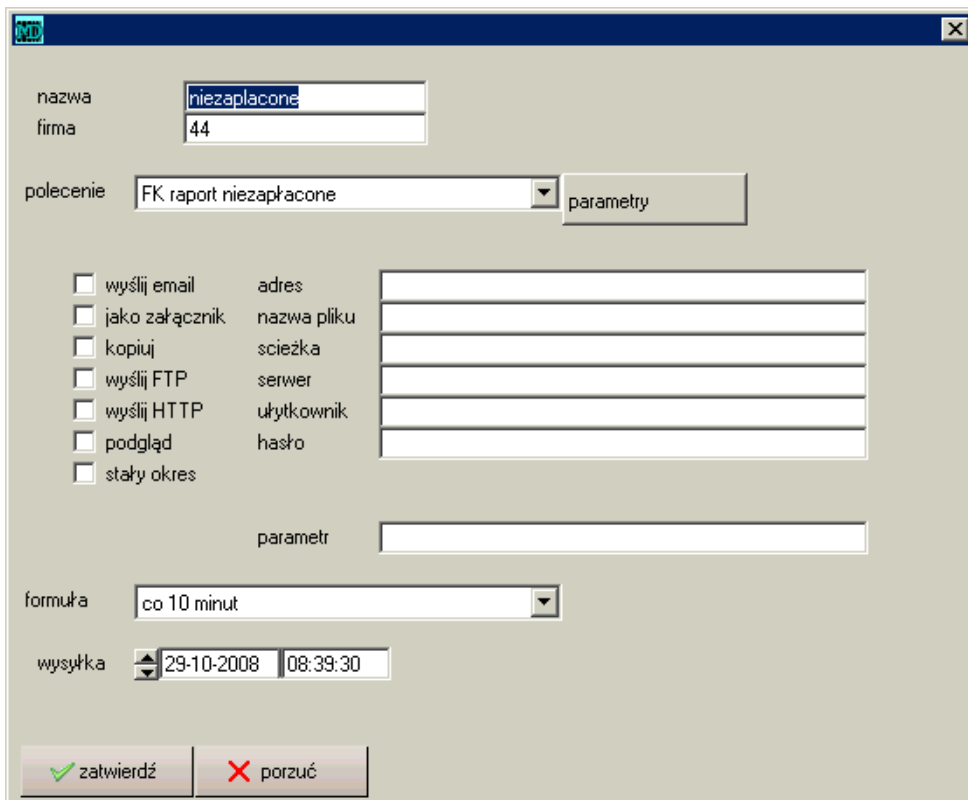 MD
nazwa niezaplacone
firma 44
polecenie FK raport niezapłacone parametry
wyślij email adres
jako załącznik nazwa pliku
kopiuj scieżka
wyślij FTP serwer
wyślij HTTP ułytkownik
podgląd hasło
stały okres
parametr
formuła co 10 minut
wysyłka 29-10-2008 08:39:30
zatwierdź porzuć